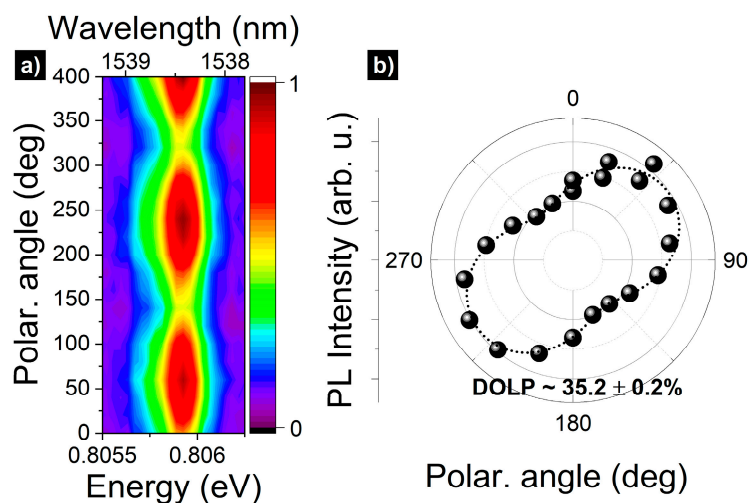 Wavelength (nm)
a)
1539
1538
400
350
300
250
200
150
100
50
0
Polar. angle (deg)
0.8055
0.806
Energy (eV)
1
0
b)
PL Intensity (arb. u.)
0
90
180
270
DOLP ~ 35.2 ± 0.2%
Polar. angle (deg)